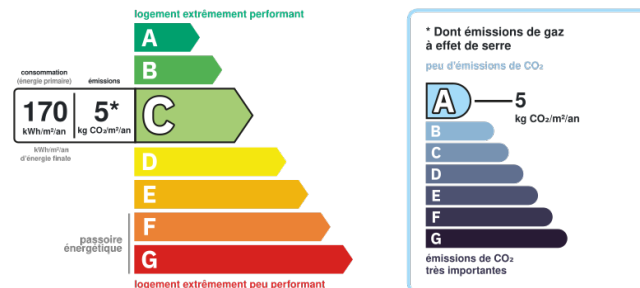 logement extrêmement performant
consommation
(énergie primaire)
émissions
170
kWh/m²/an
5*
kg CO₂/m²/an
kWh/m²/an
d'énergie finale
A
B
C
D
E
F
G
passoire
énergétique
logement extrêmement peu performant
* Dont émissions de gaz
à effet de serre
peu d'émissions de CO₂
A
5
kg CO₂/m²/an
B
C
D
E
F
G
émissions de CO₂
très importantes